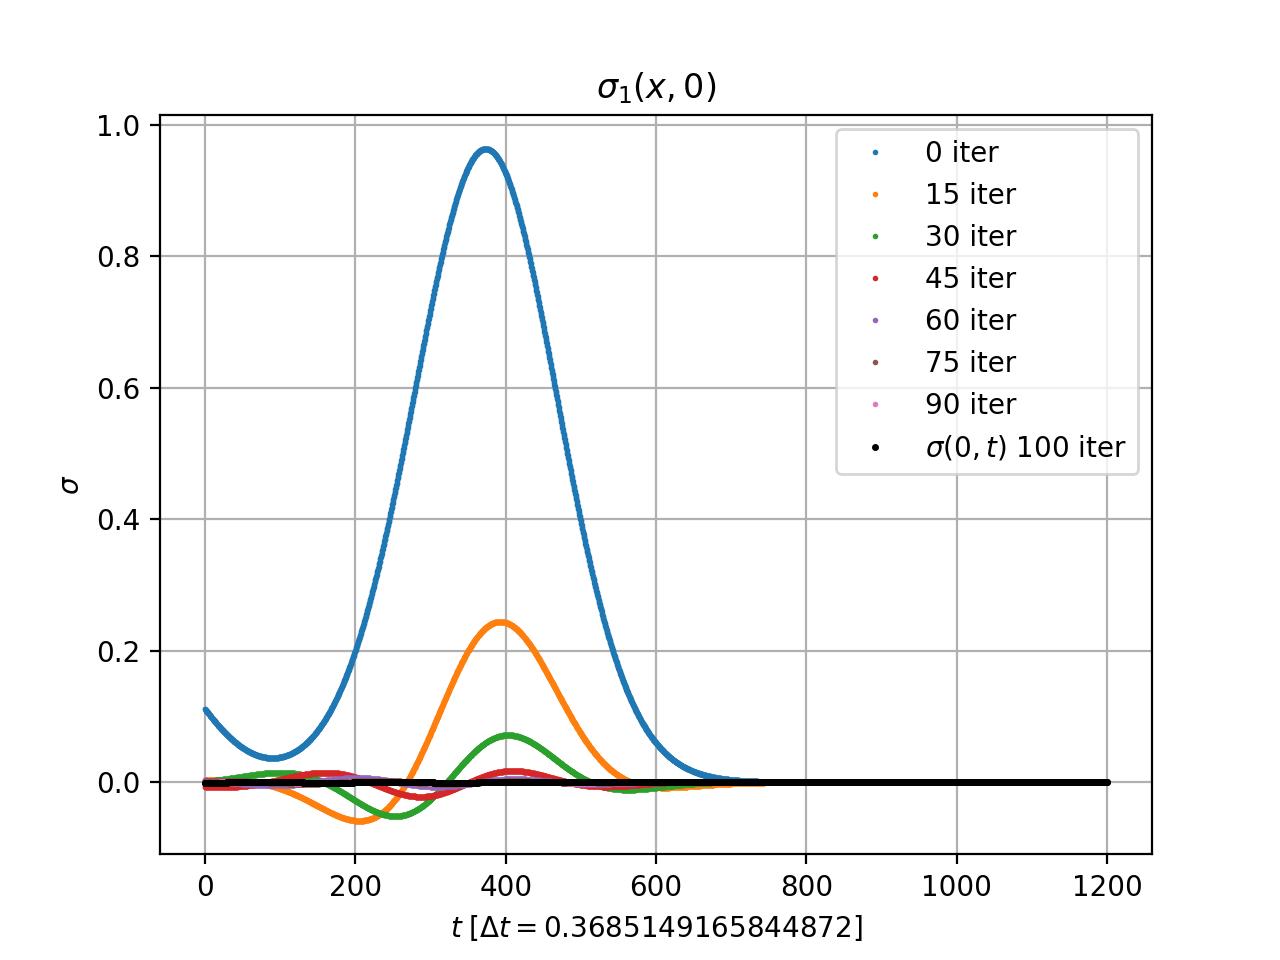 σ₁(x, 0)
1.0
0.8
0.6
0.4
0.2
0.0
σ
0 iter
15 iter
30 iter
45 iter
60 iter
75 iter
90 iter
σ(0, t) 100 iter
0 200 400 600 800 1000 1200
t [Δt = 0.3685149165844872]